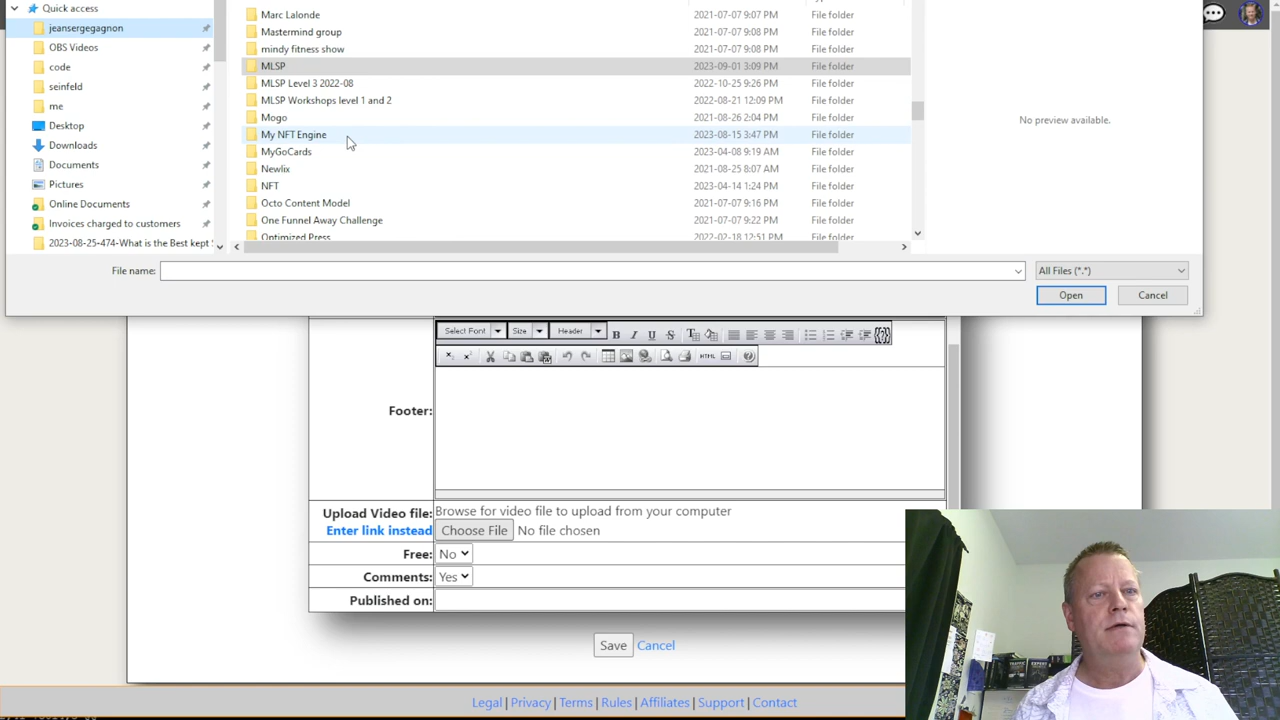 Quick access
jeansergegagnon
OBS Videos
code
seinfeld
me
Desktop
Downloads
Documents
Pictures
Online Documents
Invoices charged to customers
2023-08-25-474-What is the Best kept
Marc Lalonde 2021-07-07 9:07 PM File folder
Mastermind group 2021-07-07 9:08 PM File folder
mindy fitness show 2021-07-07 9:08 PM File folder
MLSP 2023-09-01 3:09 PM File folder
MLSP Level 3 2022-08 2022-10-25 9:26 PM File folder
MLSP Workshops level 1 and 2 2022-08-21 12:09 PM File folder
Mogo 2021-08-26 2:04 PM File folder
My NFT Engine 2023-08-15 3:47 PM File folder
MyGoCards 2023-04-08 9:19 AM File folder
Newlix 2021-08-25 8:07 AM File folder
NFT 2023-04-14 1:24 PM File folder
Octo Content Model 2021-07-07 9:16 PM File folder
One Funnel Away Challenge 2021-07-07 9:22 PM File folder
Optimized Press 2022-02-18 12:51 PM File folder
No preview available.
File name: All Files (*.*)
Open Cancel
Select Font Size Header B I U S
HTML
Footer:
Upload Video file: Browse for video file to upload from your computer
Enter link instead Choose File No file chosen
Free: No
Comments: Yes
Published on:
Save Cancel
Legal | Privacy | Terms | Rules | Affiliates | Support | Contact